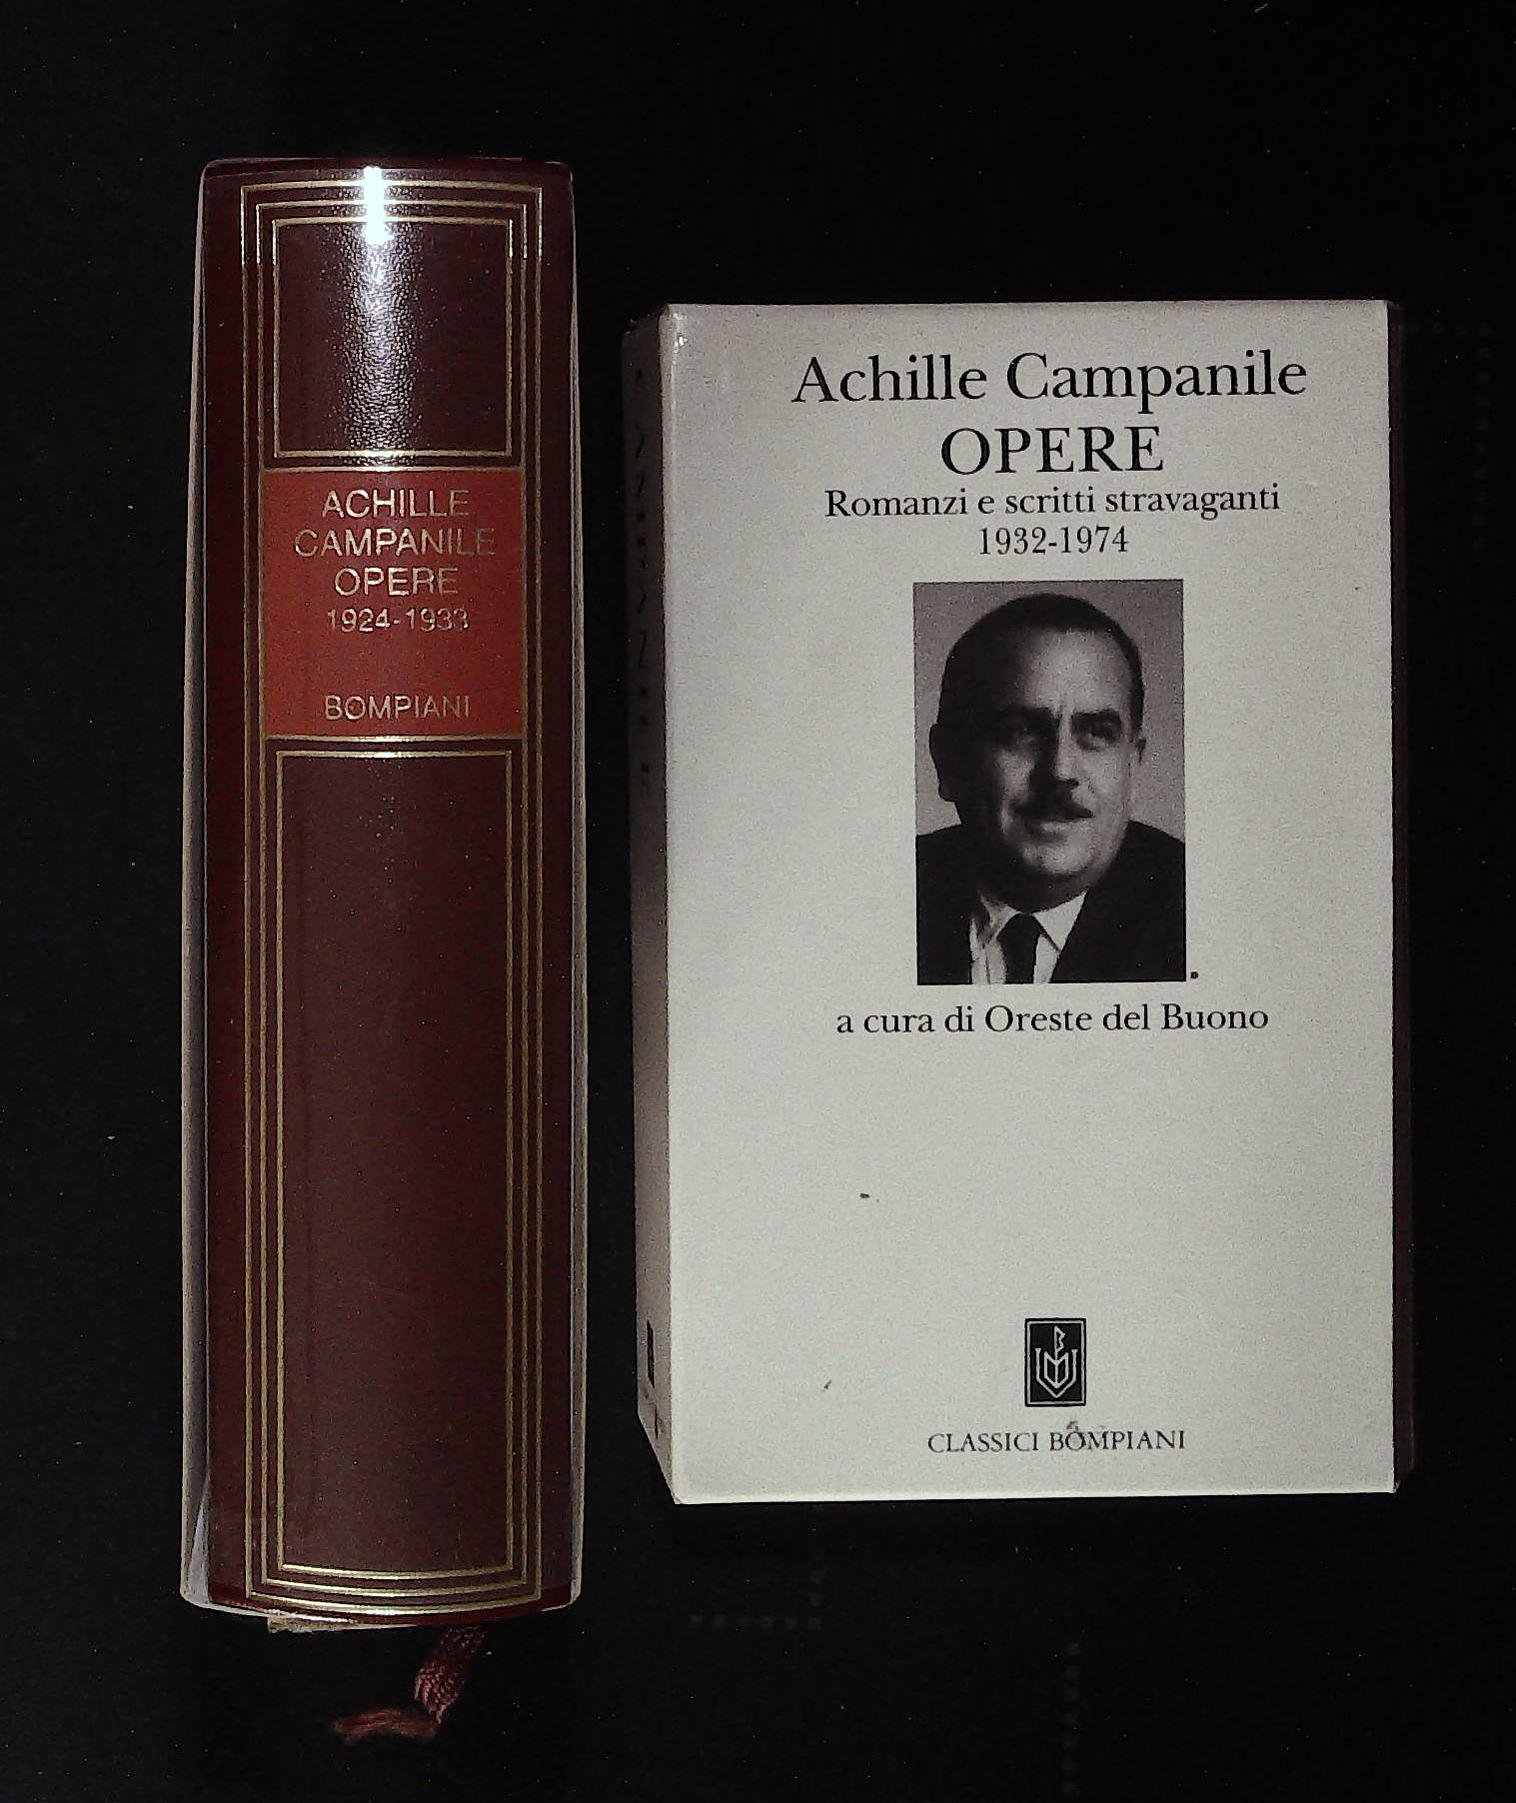 ACHILLE
CAMPANILE
OPERE
1924-1933
BOMPIANI
Achille Campanile
OPERE
Romanzi e scritti stravaganti
1932-1974
a cura di Oreste del Buono
CLASSICI BOMPIANI
CAMPANILE